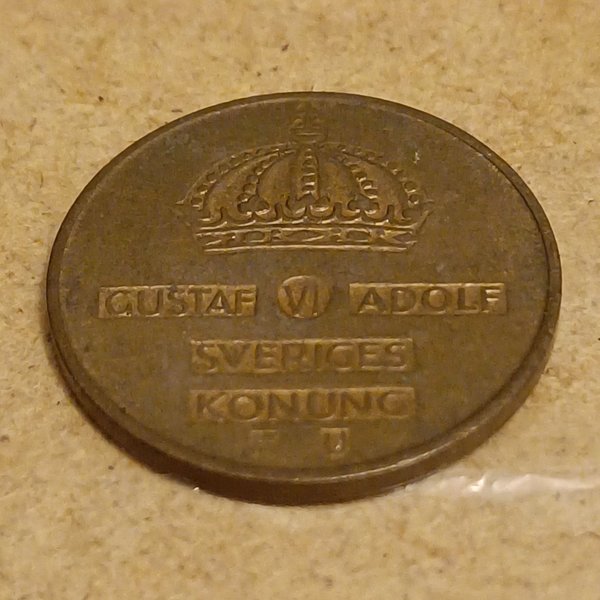 GUSTAF VI ADOLF
SVERIGES
KONUNG
U